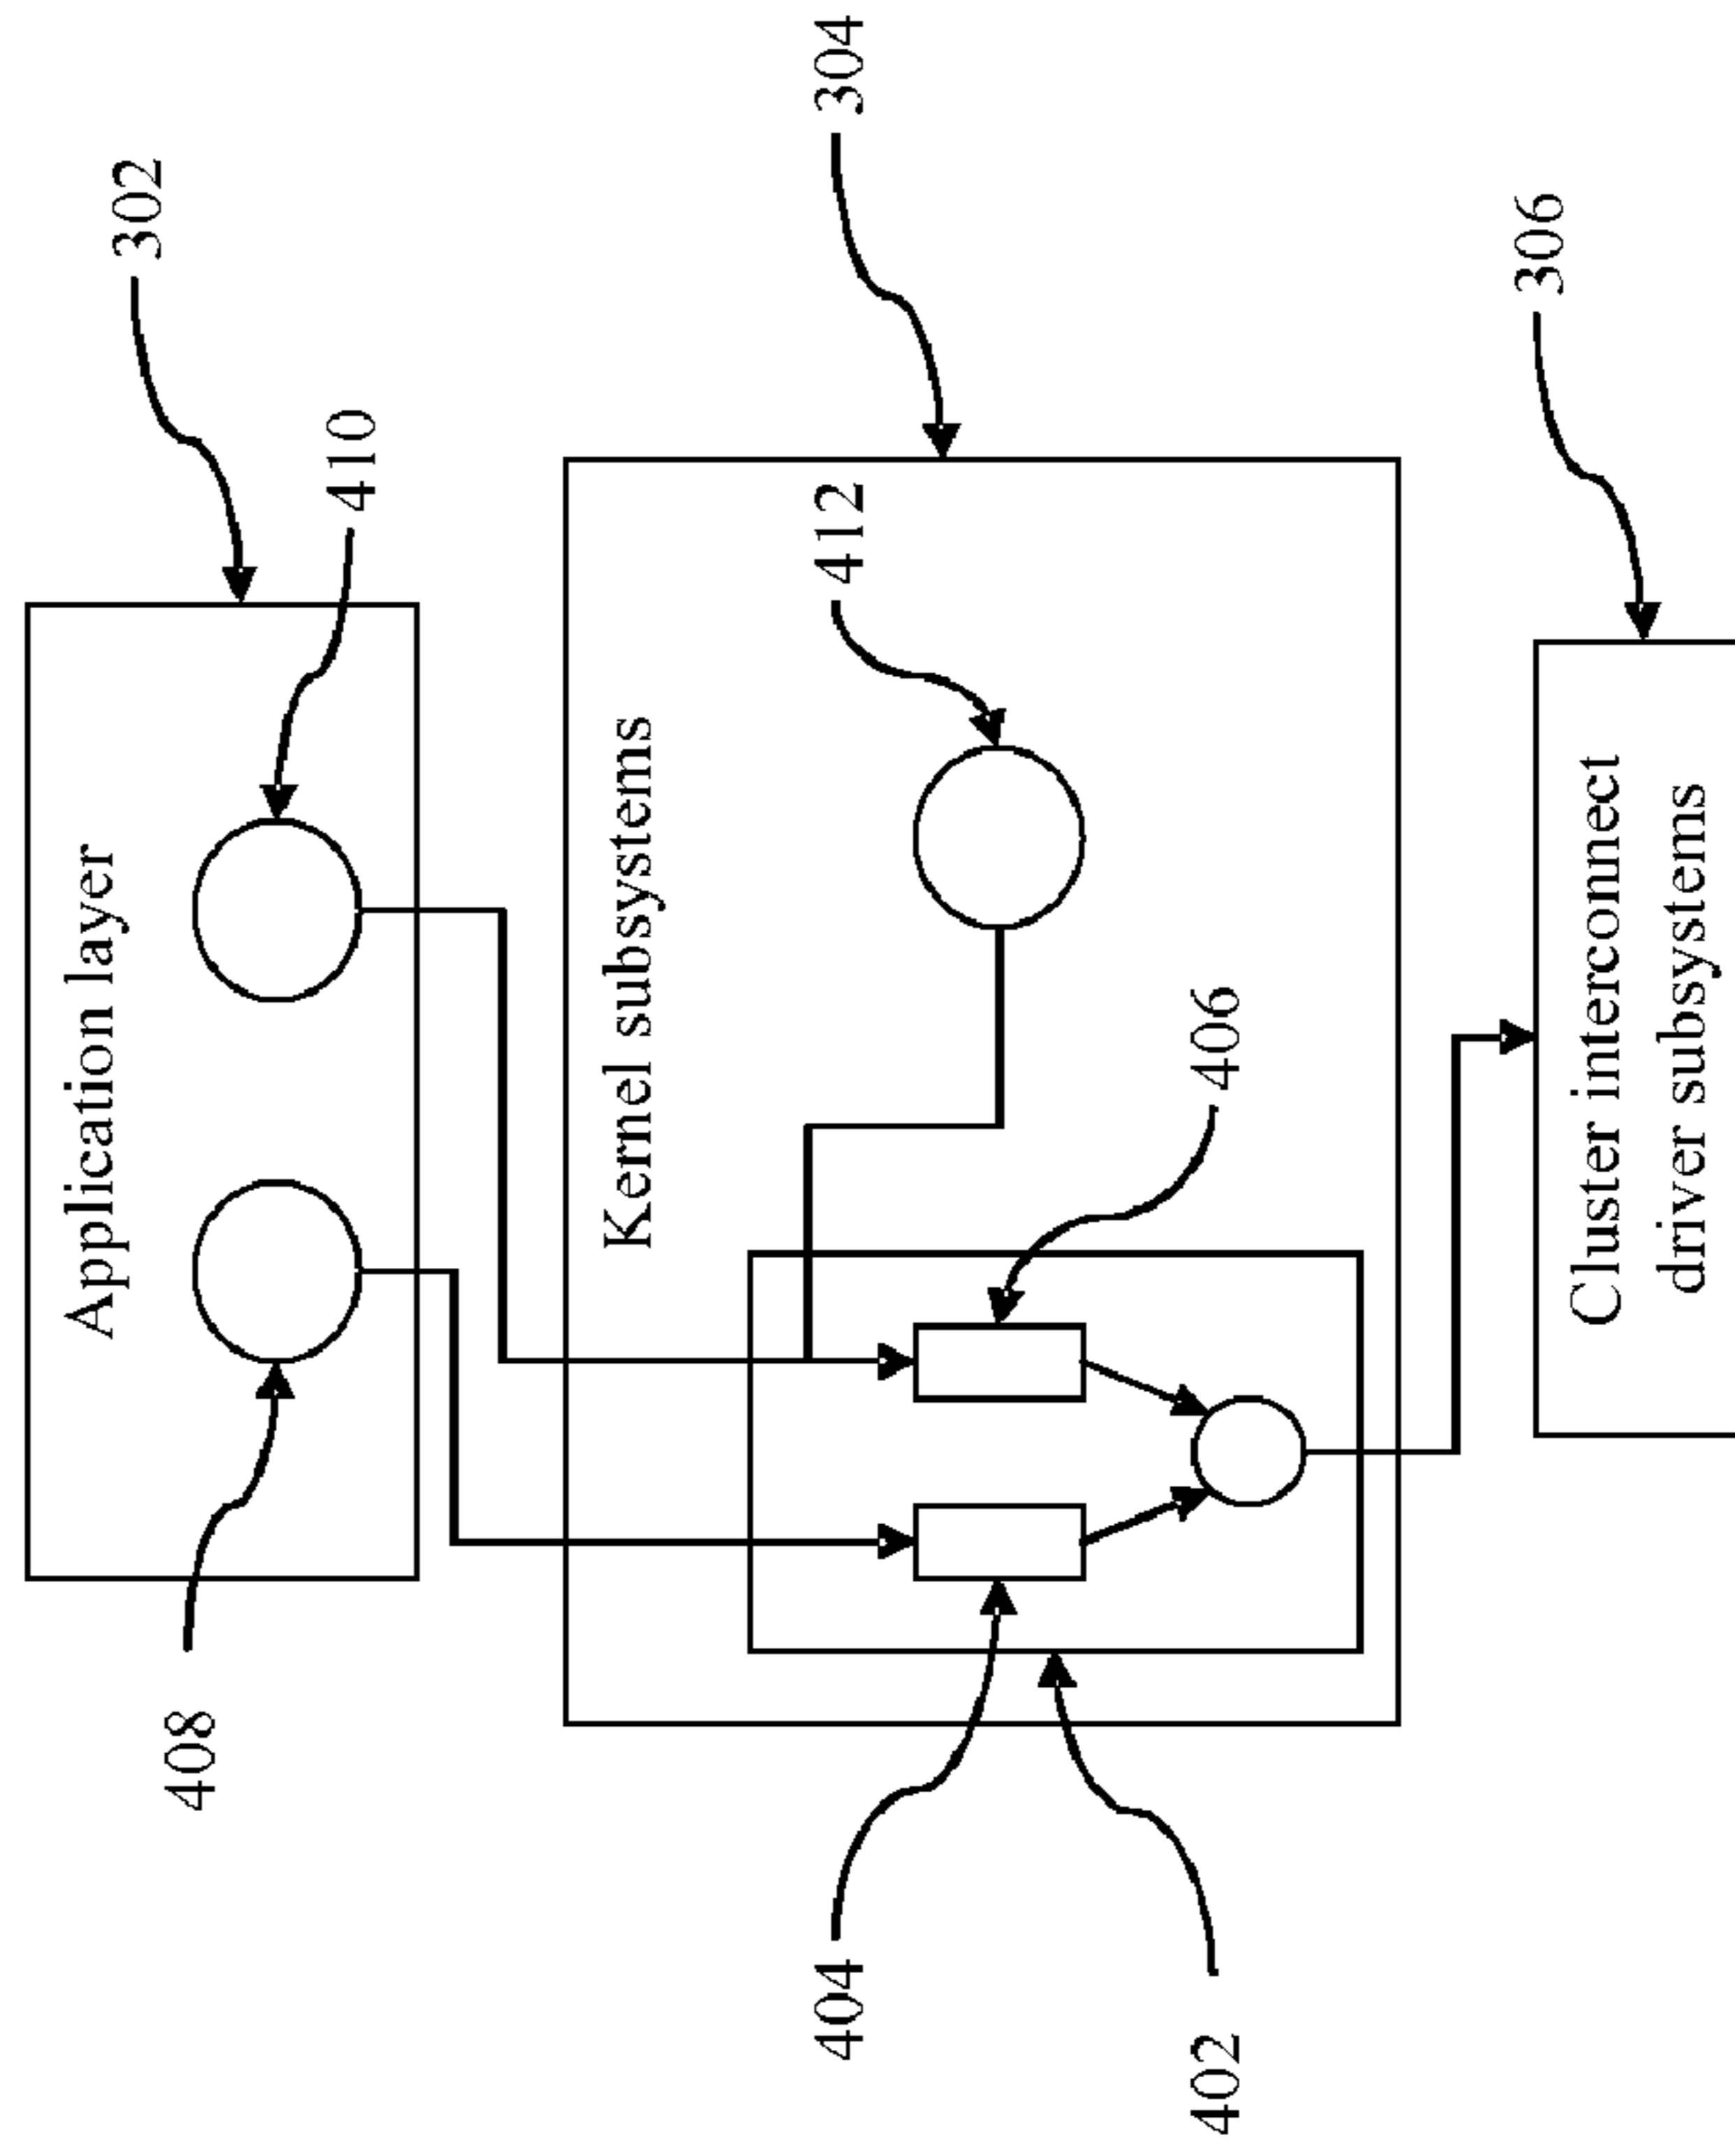 Application layer
302
408
410
Kernel subsystems
404
412
304
402
406
306
Cluster interconnect
driver subsystems